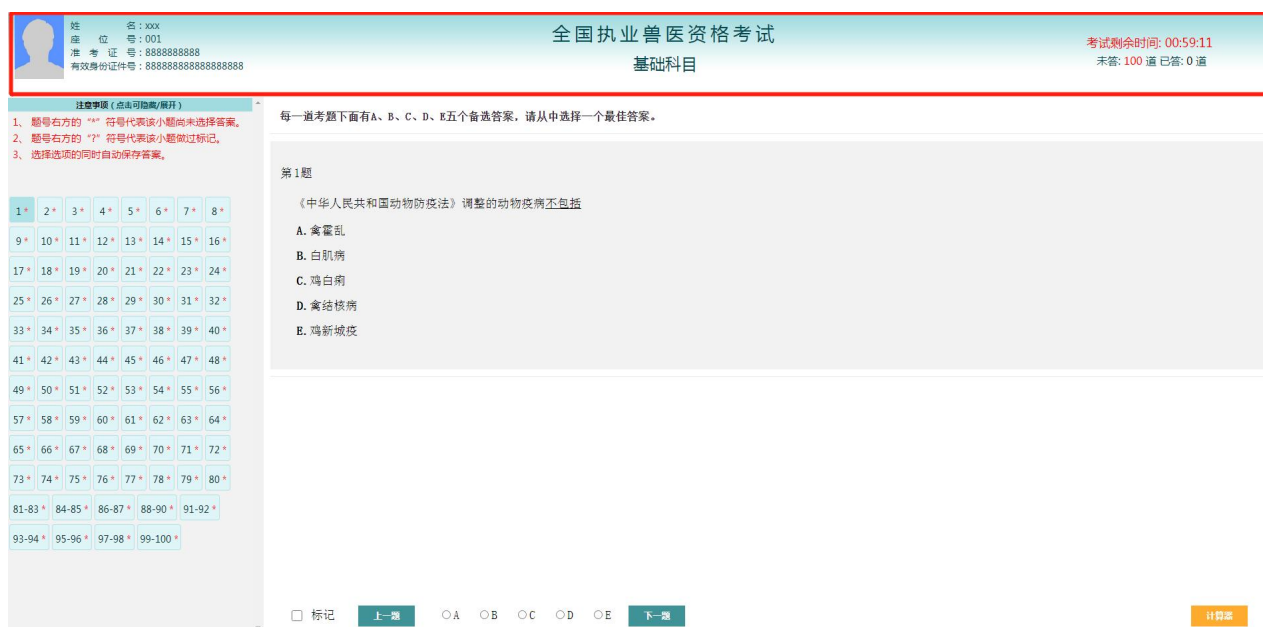 姓 名：xxx
座 位 号：001
准 考 证 号：8888888888
有效身份证件号：888888888888888888
全国执业兽医资格考试
基础科目
考试剩余时间: 00:59:11
未答: 100 道 已答: 0 道
注意事项（点击可隐藏/展开）
1、 题号右方的“*”符号代表该小题尚未选择答案。
2、 题号右方的“?”符号代表该小题做过标记。
3、 选择选项的同时自动保存答案。
1 * 2 * 3 * 4 * 5 * 6 * 7 * 8 *
9 * 10 * 11 * 12 * 13 * 14 * 15 * 16 *
17 * 18 * 19 * 20 * 21 * 22 * 23 * 24 *
25 * 26 * 27 * 28 * 29 * 30 * 31 * 32 *
33 * 34 * 35 * 36 * 37 * 38 * 39 * 40 *
41 * 42 * 43 * 44 * 45 * 46 * 47 * 48 *
49 * 50 * 51 * 52 * 53 * 54 * 55 * 56 *
57 * 58 * 59 * 60 * 61 * 62 * 63 * 64 *
65 * 66 * 67 * 68 * 69 * 70 * 71 * 72 *
73 * 74 * 75 * 76 * 77 * 78 * 79 * 80 *
81-83 * 84-85 * 86-87 * 88-90 * 91-92 *
93-94 * 95-96 * 97-98 * 99-100 *
每一道考题下面有A、B、C、D、E五个备选答案，请从中选择一个最佳答案。
第1题
《中华人民共和国动物防疫法》调整的动物疫病不包括
A. 禽霍乱
B. 白肌病
C. 鸡白痢
D. 禽结核病
E. 鸡新城疫
标记 上一题 A B C D E 下一题 计算器